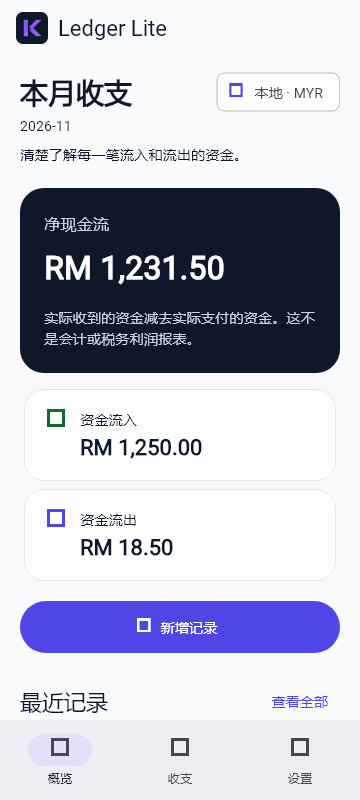 Ledger Lite
本月收支
本地 · MYR
2026-11
清楚了解每一笔流入和流出的资金。
净现金流
RM 1,231.50
实际收到的资金减去实际支付的资金。这不
是会计或税务利润报表。
资金流入
RM 1,250.00
资金流出
RM 18.50
新增记录
最近记录
查看全部
概览
收支
设置